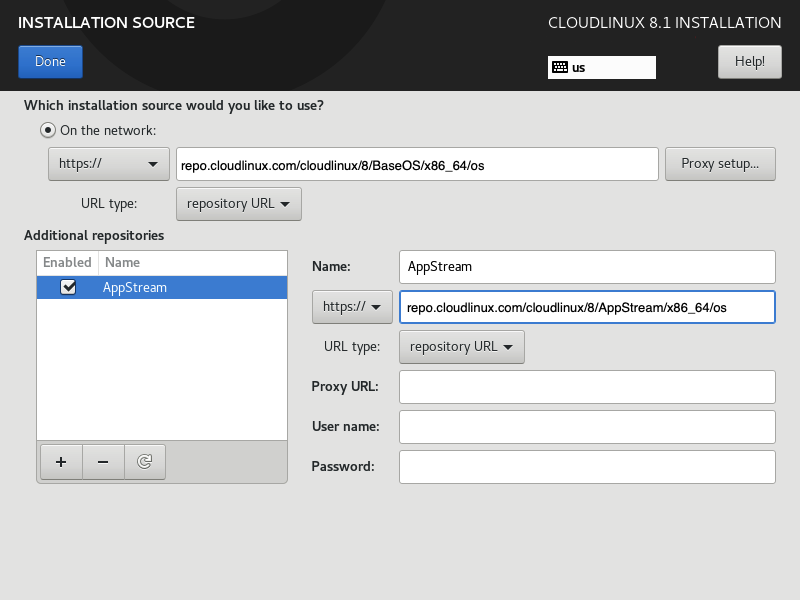 INSTALLATION SOURCE
CLOUDLINUX 8.1 INSTALLATION
Done
us
Help!
Which installation source would you like to use?
On the network:
https://
repo.cloudlinux.com/cloudlinux/8/BaseOS/x86_64/os
Proxy setup...
URL type:
repository URL
Additional repositories
Enabled Name
AppStream
Name:
AppStream
https://
repo.cloudlinux.com/cloudlinux/8/AppStream/x86_64/os
URL type:
repository URL
Proxy URL:
User name:
Password: